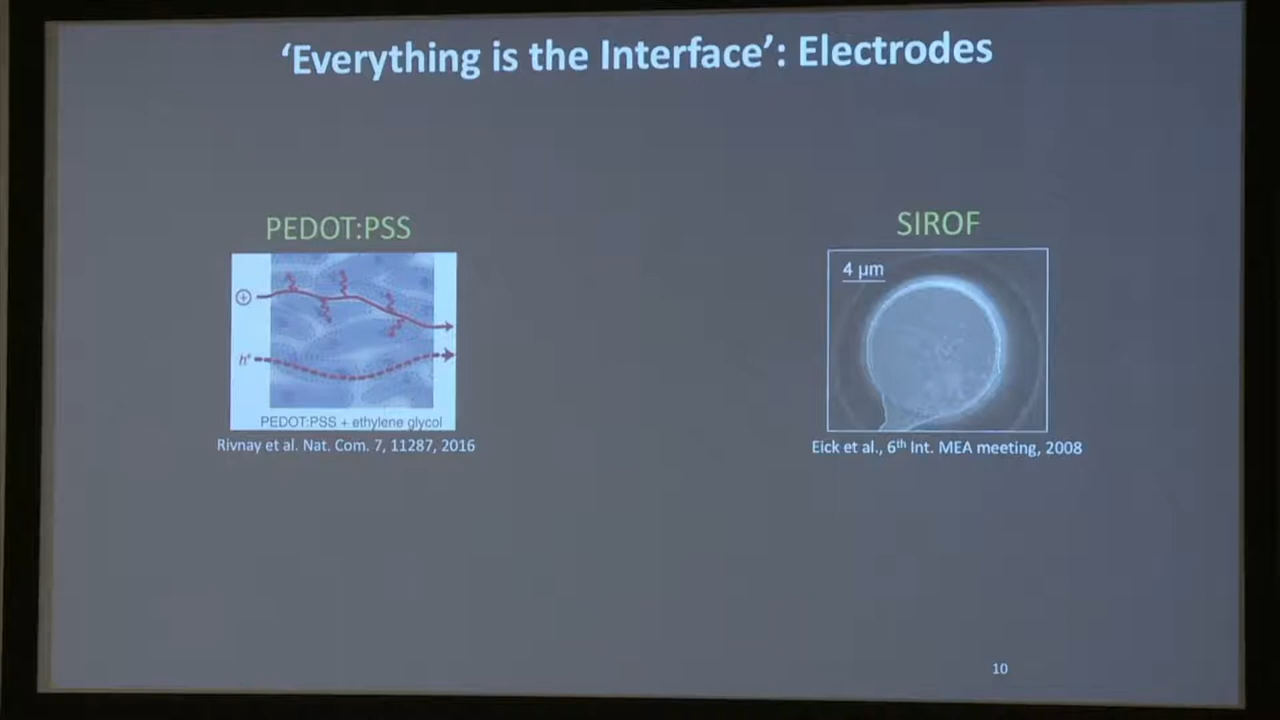 ‘Everything is the Interface’: Electrodes
PEDOT:PSS
SIROF
4 µm
h⁺
PEDOT:PSS + ethylene glycol
Rivnay et al. Nat. Com. 7, 11287, 2016
Eick et al., 6th Int. MEA meeting, 2008
10